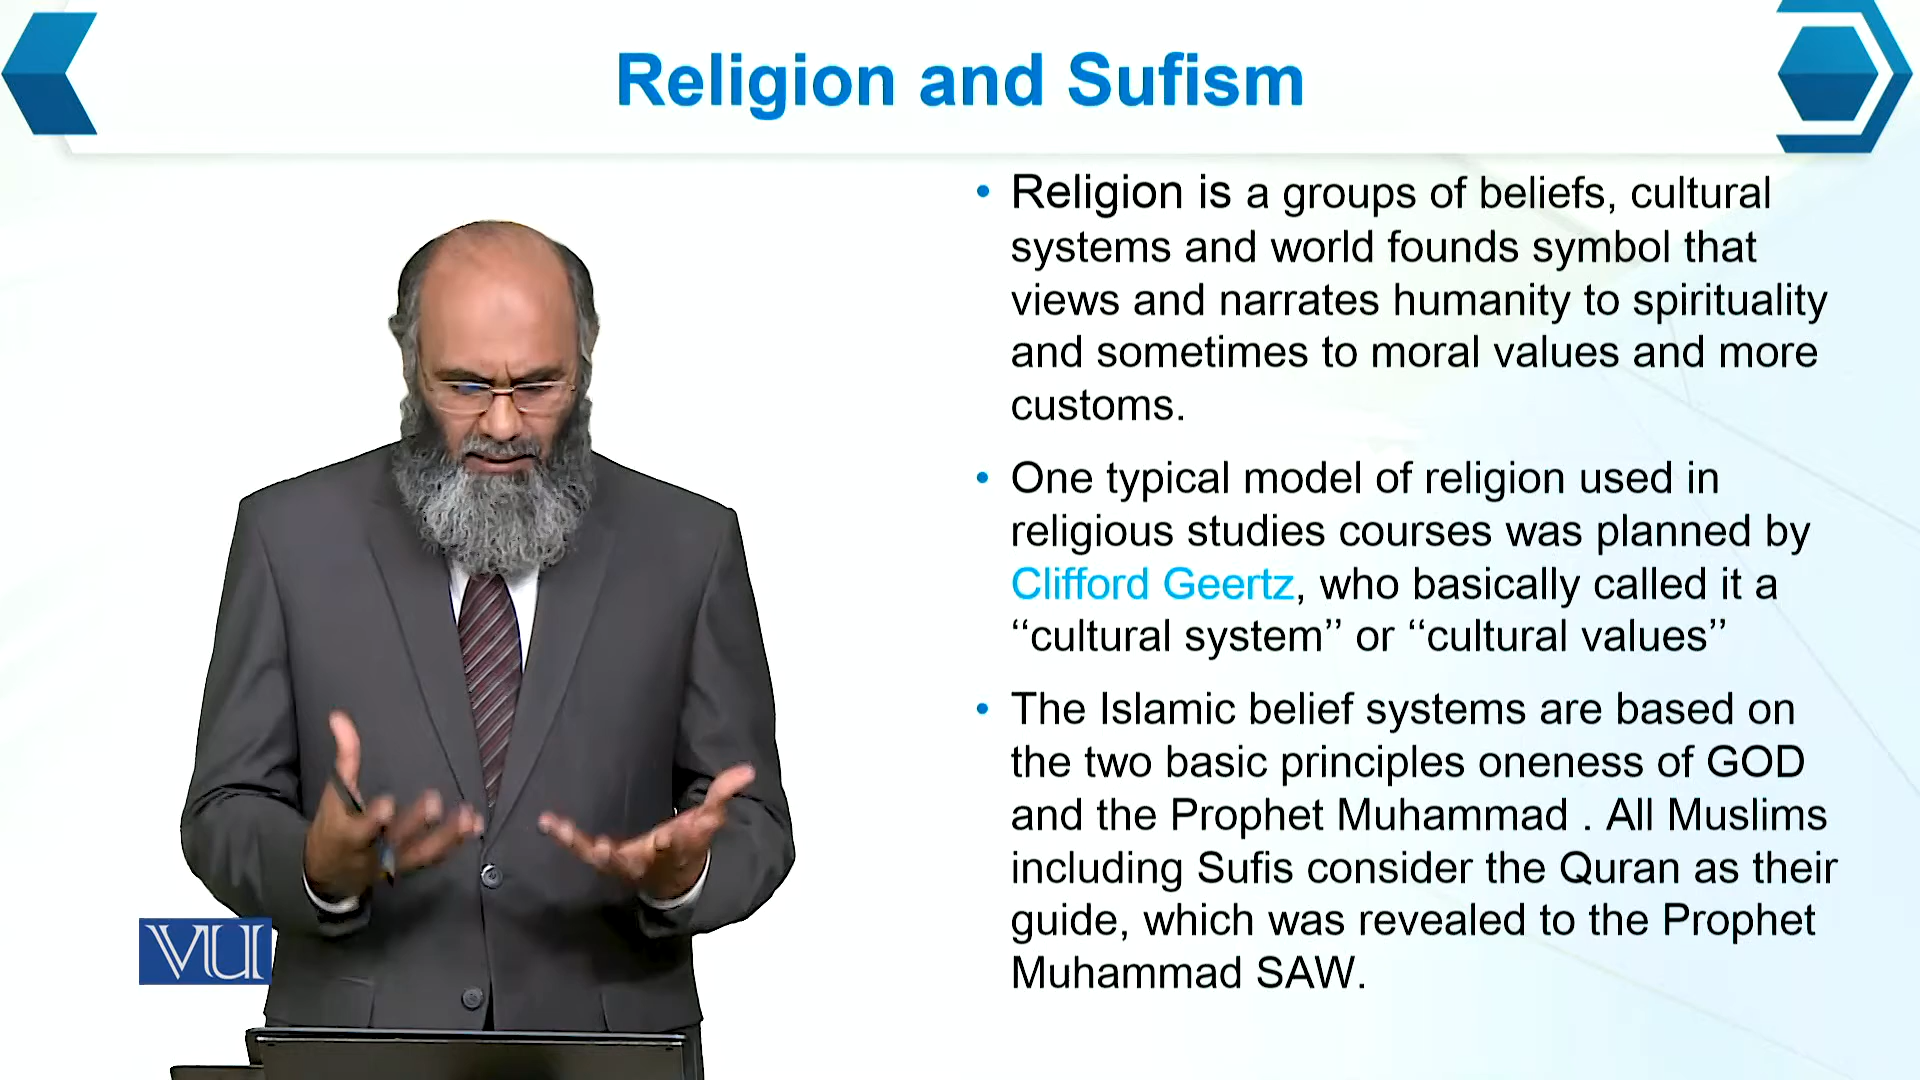 Religion and Sufism
• Religion is a groups of beliefs, cultural
systems and world founds symbol that
views and narrates humanity to spirituality
and sometimes to moral values and more
customs.
• One typical model of religion used in
religious studies courses was planned by
Clifford Geertz, who basically called it a
‘‘cultural system’’ or ‘‘cultural values’’
• The Islamic belief systems are based on
the two basic principles oneness of GOD
and the Prophet Muhammad . All Muslims
including Sufis consider the Quran as their
guide, which was revealed to the Prophet
Muhammad SAW.
VU